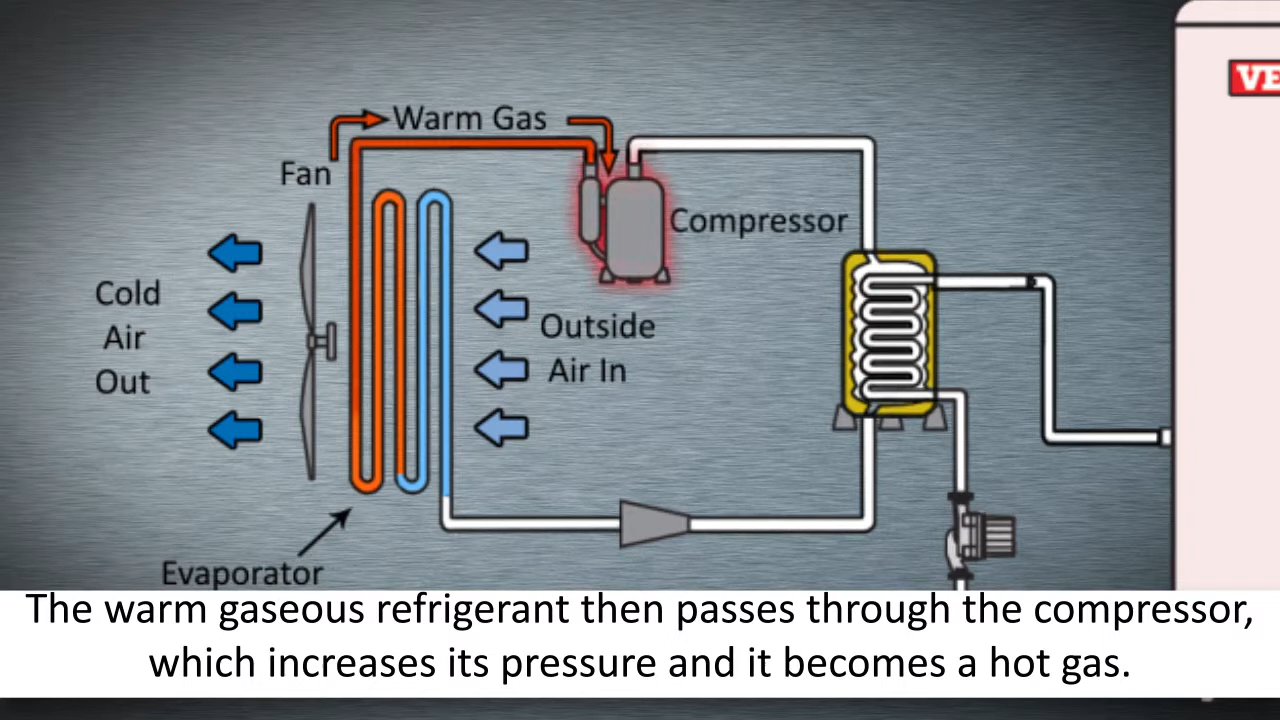 Warm Gas
Fan
Compressor
Cold
Air
Out
Outside
Air In
Evaporator
The warm gaseous refrigerant then passes through the compressor,
which increases its pressure and it becomes a hot gas.